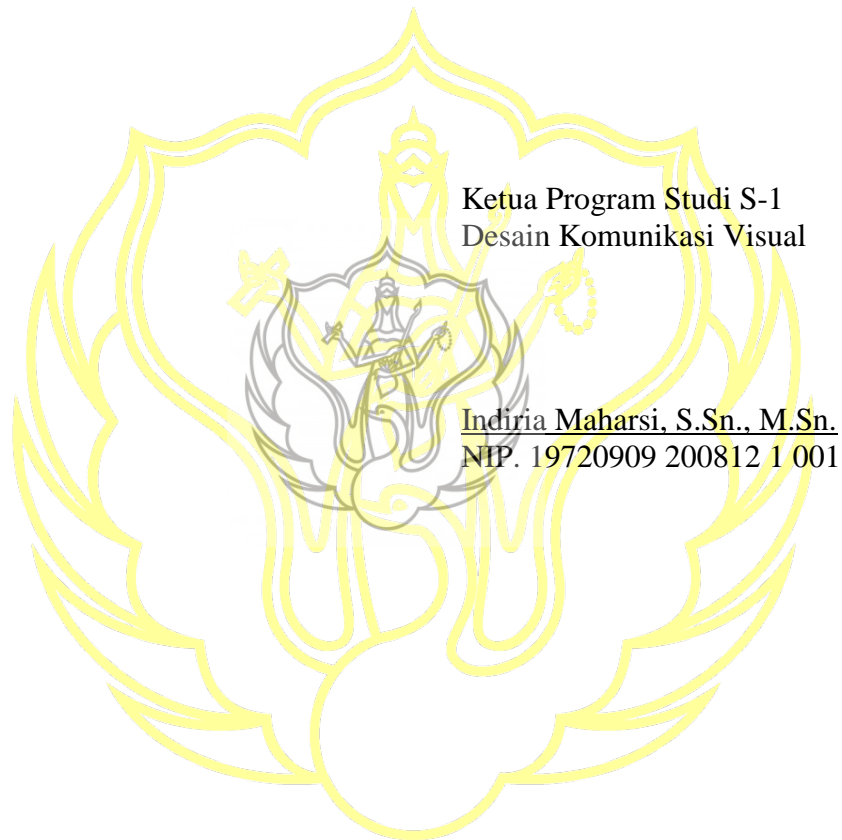 Ketua Program Studi S-1
Desain Komunikasi Visual
Indiria Maharsi, S.Sn., M.Sn.
NIP. 19720909 200812 1 001